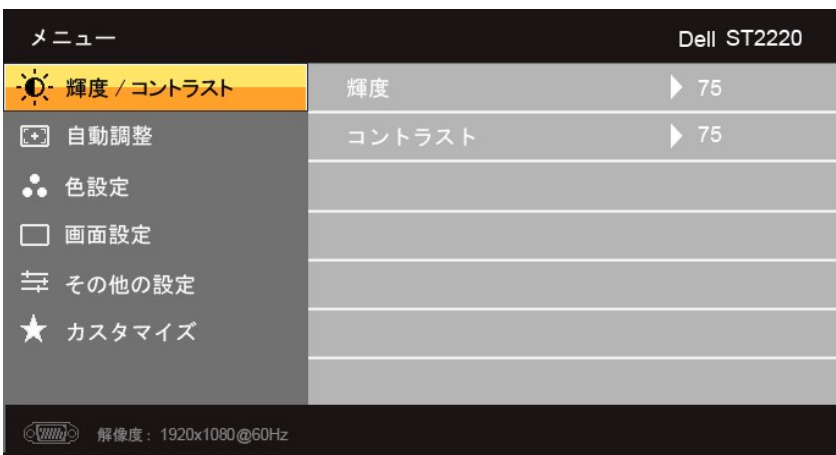 メニュー Dell ST2220
輝度 / コントラスト 輝度 75
自動調整 コントラスト 75
色設定
画面設定
その他の設定
カスタマイズ
解像度: 1920x1080@60Hz